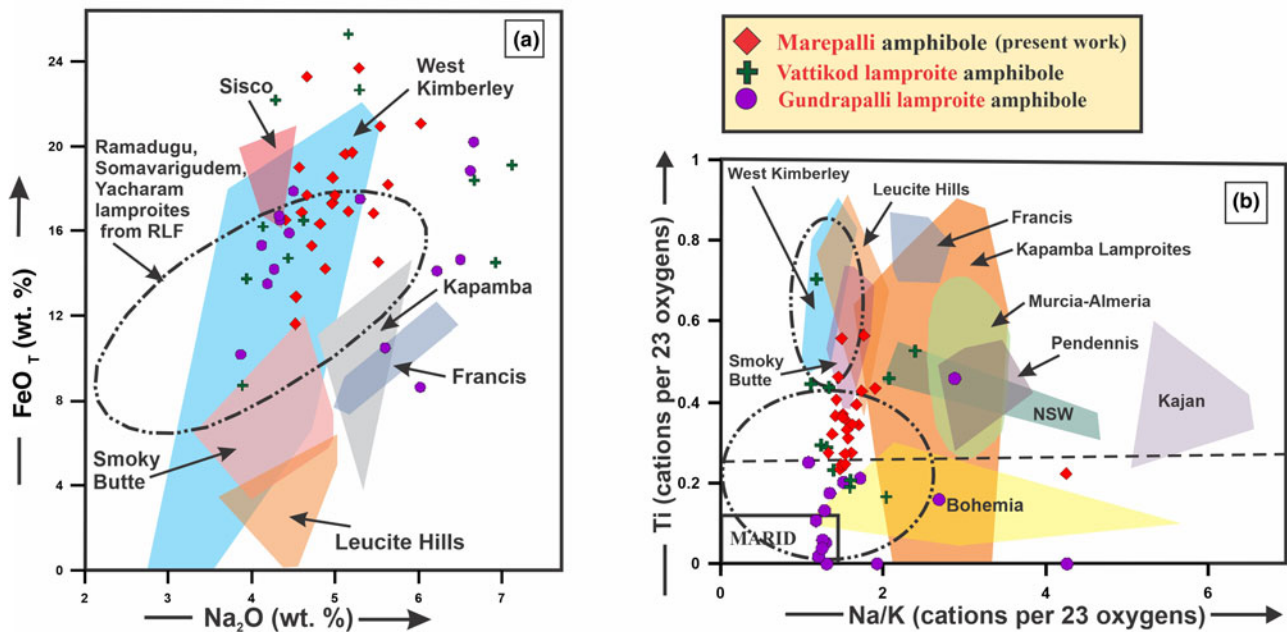 (a)
24
20
16
12
8
4
0
2
3
4
5
6
7
FeO T (wt. %)
Na2O (wt. %)
Sisco
West
Kimberley
Ramadugu,
Somavarigudem,
Yacharam
lamproites
from RLF
Kapamba
Francis
Smoky
Butte
Leucite Hills
Marepalli amphibole (present work)
Vattikod lamproite amphibole
Gundrapalli lamproite amphibole
(b)
1
0.8
0.6
0.4
0.2
0
0
2
4
6
Ti (cations per 23 oxygens)
Na/K (cations per 23 oxygens)
West Kimberley
Leucite Hills
Francis
Kapamba Lamproites
Murcia-Almeria
Pendennis
Smoky
Butte
NSW
Kajan
Bohemia
MARID